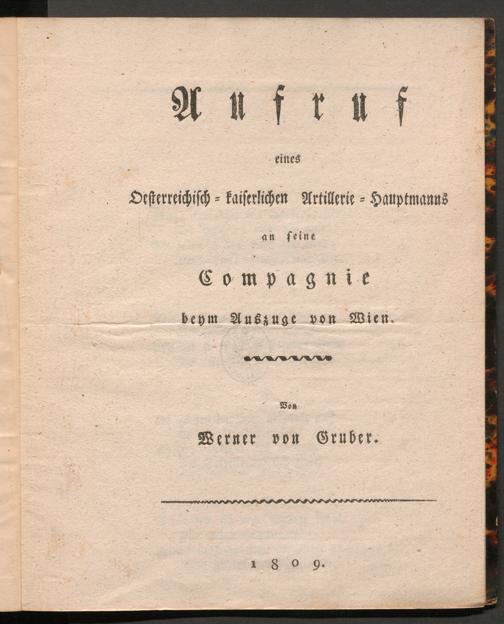 Aufruf
eines
Oesterreichisch-kaiserlichen Artillerie-Hauptmanns
an seine
Compagnie
beym Auszuge von Wien.
Von
Werner von Gruber.
1809.